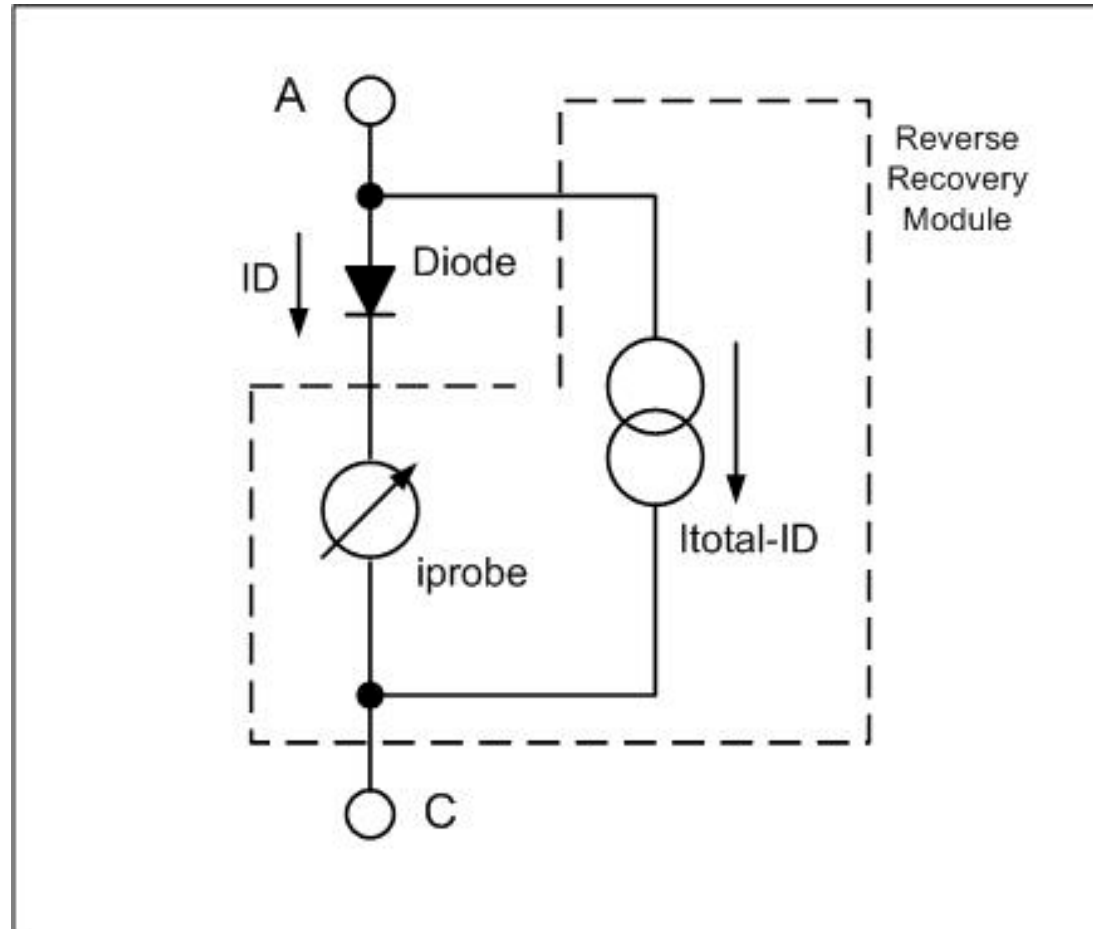 A
Reverse
Recovery
Module
Diode
ID
Itotal-ID
iprobe
C